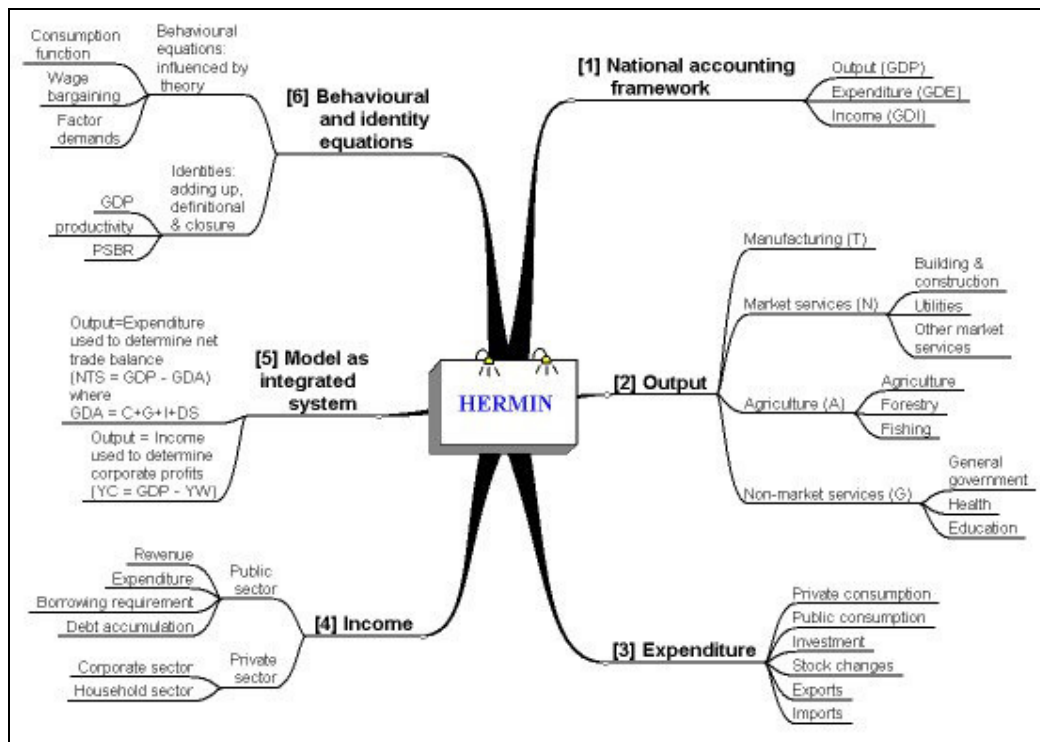 HERMIN
[1] National accounting
framework
Output (GDP)
Expenditure (GDE)
Income (GDI)
[2] Output
Manufacturing (T)
Market services (N)
Building &
construction
Utilities
Other market
services
Agriculture (A)
Agriculture
Forestry
Fishing
Non-market services (G)
General
government
Health
Education
[3] Expenditure
Private consumption
Public consumption
Investment
Stock changes
Exports
Imports
[4] Income
Public
sector
Revenue
Expenditure
Borrowing requirement
Debt accumulation
Private
sector
Corporate sector
Household sector
[5] Model as
integrated
system
Output=Expenditure
used to determine net
trade balance
(NTS = GDP - GDA)
where
GDA = C+G+I+DS
Output = Income
used to determine
corporate profits
(YC = GDP - YW)
[6] Behavioural
and identity
equations
Behavioural
equations:
influenced by
theory
Consumption
function
Wage
bargaining
Factor
demands
Identities:
adding up,
definitional
& closure
GDP
productivity
PSBR